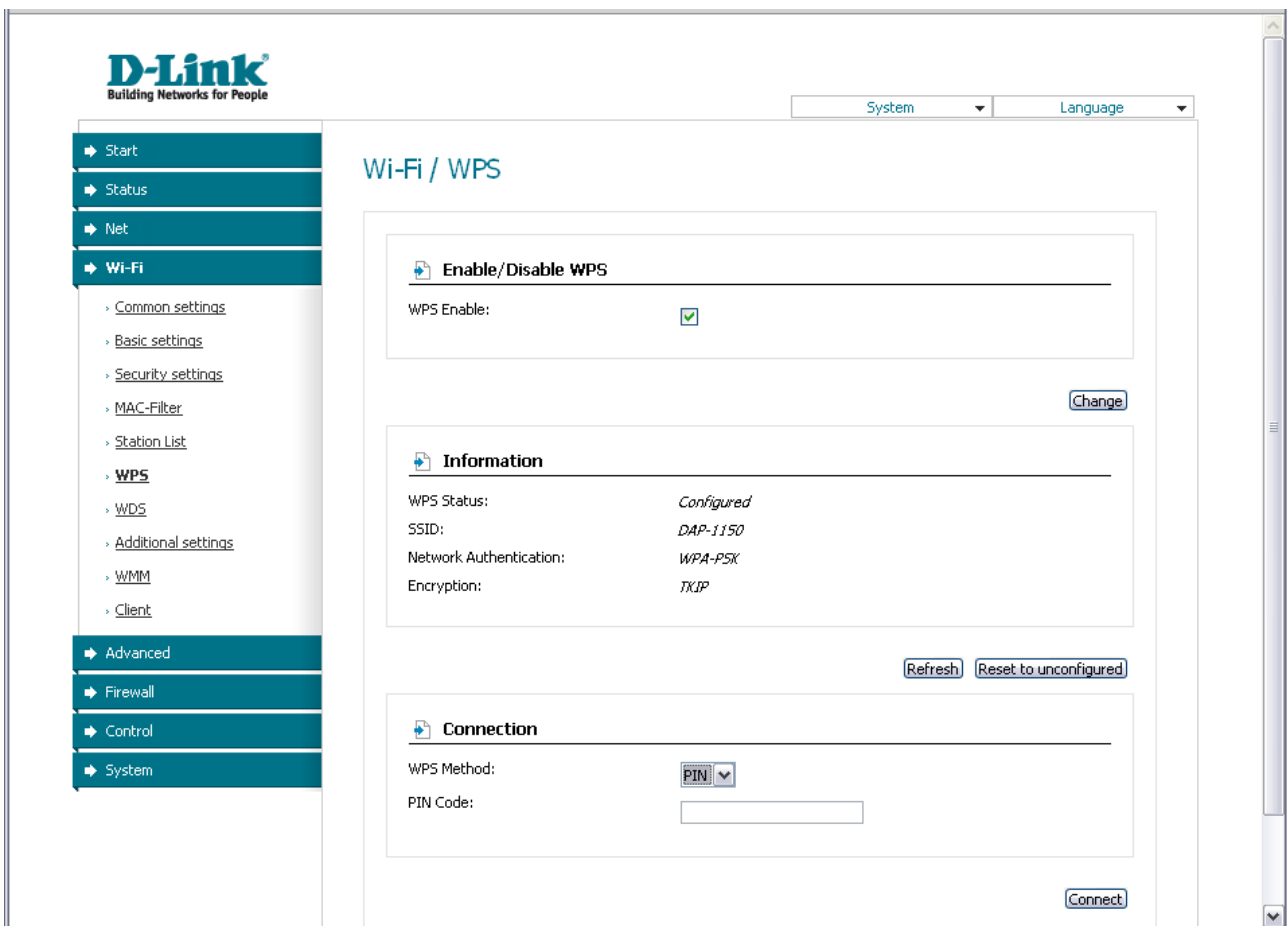 D-Link
Building Networks for People
System Language
Start
Status
Net
Wi-Fi
Common settings
Basic settings
Security settings
MAC-Filter
Station List
WPS
WDS
Additional settings
WMM
Client
Advanced
Firewall
Control
System
Wi-Fi / WPS
Enable/Disable WPS
WPS Enable:
Change
Information
WPS Status: Configured
SSID: DAP-1150
Network Authentication: WPA-PSK
Encryption: TKIP
Refresh Reset to unconfigured
Connection
WPS Method: PIN
PIN Code:
Connect